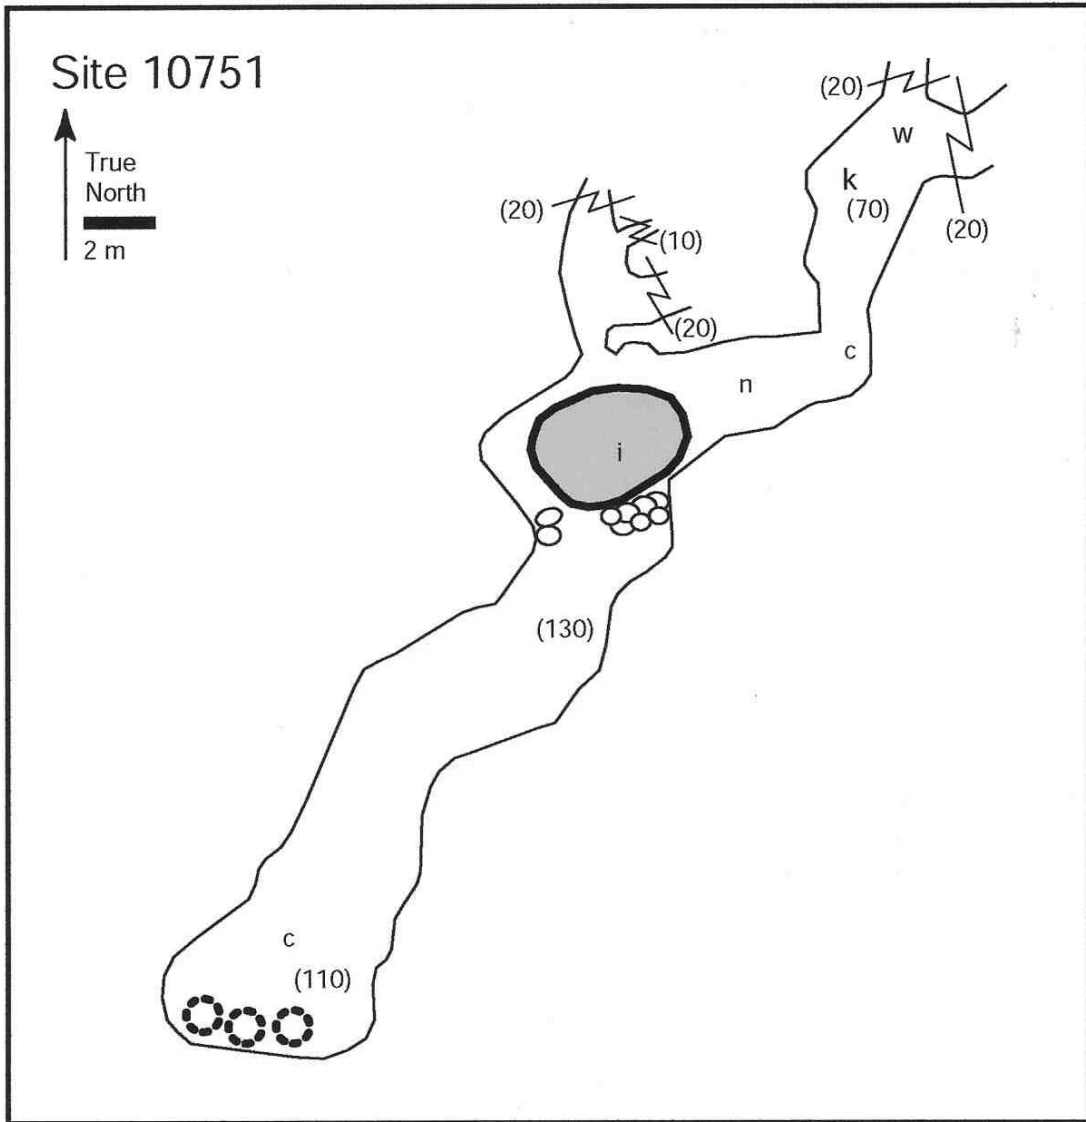 Site 10751
True
North
2 m
(20)
w
k
(70)
(20)
(20)
(10)
(20)
c
n
i
(130)
c
(110)